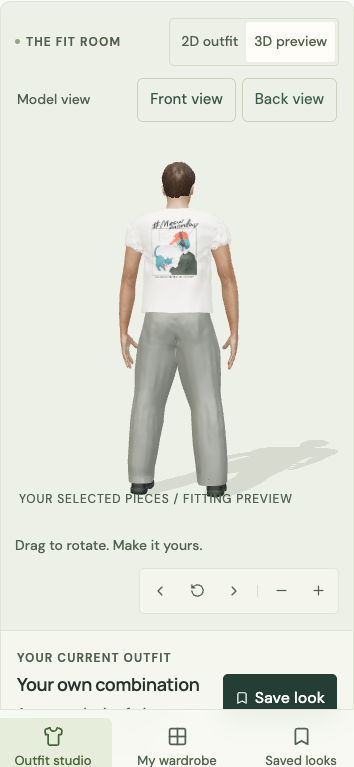 THE FIT ROOM
2D outfit
3D preview
Model view
Front view
Back view
#Meow
monday
YOUR SELECTED PIECES / FITTING PREVIEW
Drag to rotate. Make it yours.
YOUR CURRENT OUTFIT
Your own combination
Save look
Outfit studio
My wardrobe
Saved looks